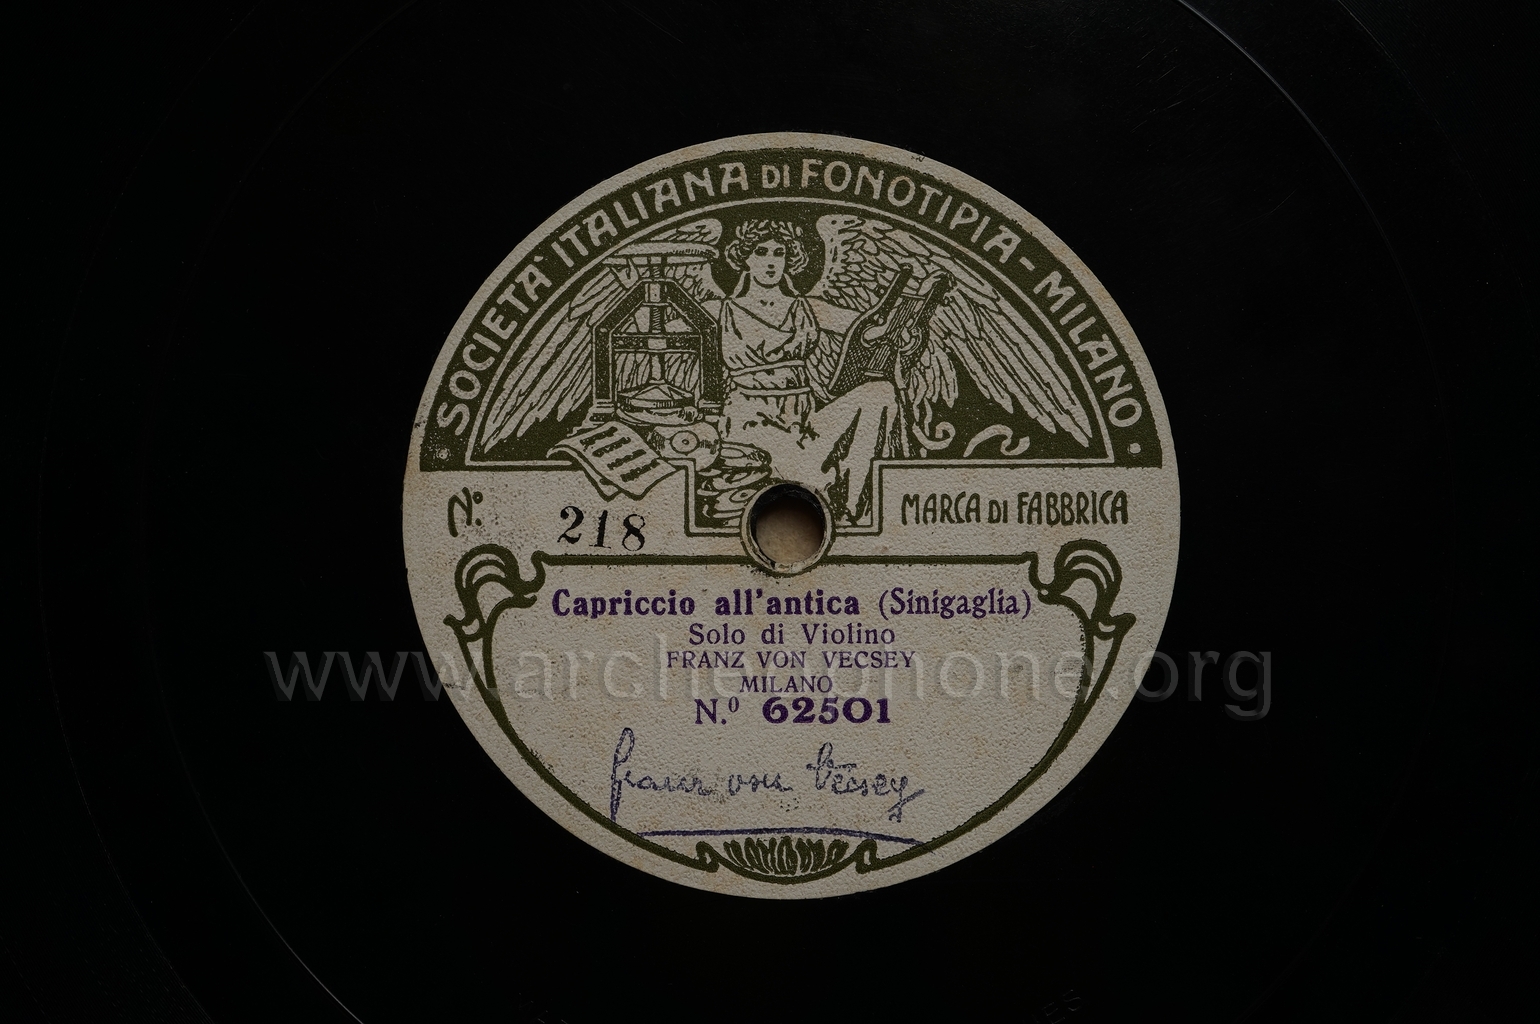 SOCIETA' ITALIANA DI FONOTIPIA - MILANO •
N.º 218
MARCA DI FABBRICA
Capriccio all'antica (Sinigaglia)
Solo di Violino
FRANZ VON VECSEY
MILANO
N.º 62501
Franz von Vecsey
www.archeophone.org